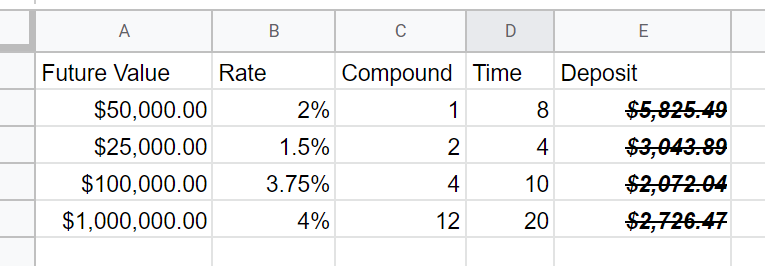 A B C D E
Future Value Rate Compound Time Deposit
$50,000.00 2% 1 8 $5,825.49
$25,000.00 1.5% 2 4 $3,043.89
$100,000.00 3.75% 4 10 $2,072.04
$1,000,000.00 4% 12 20 $2,726.47